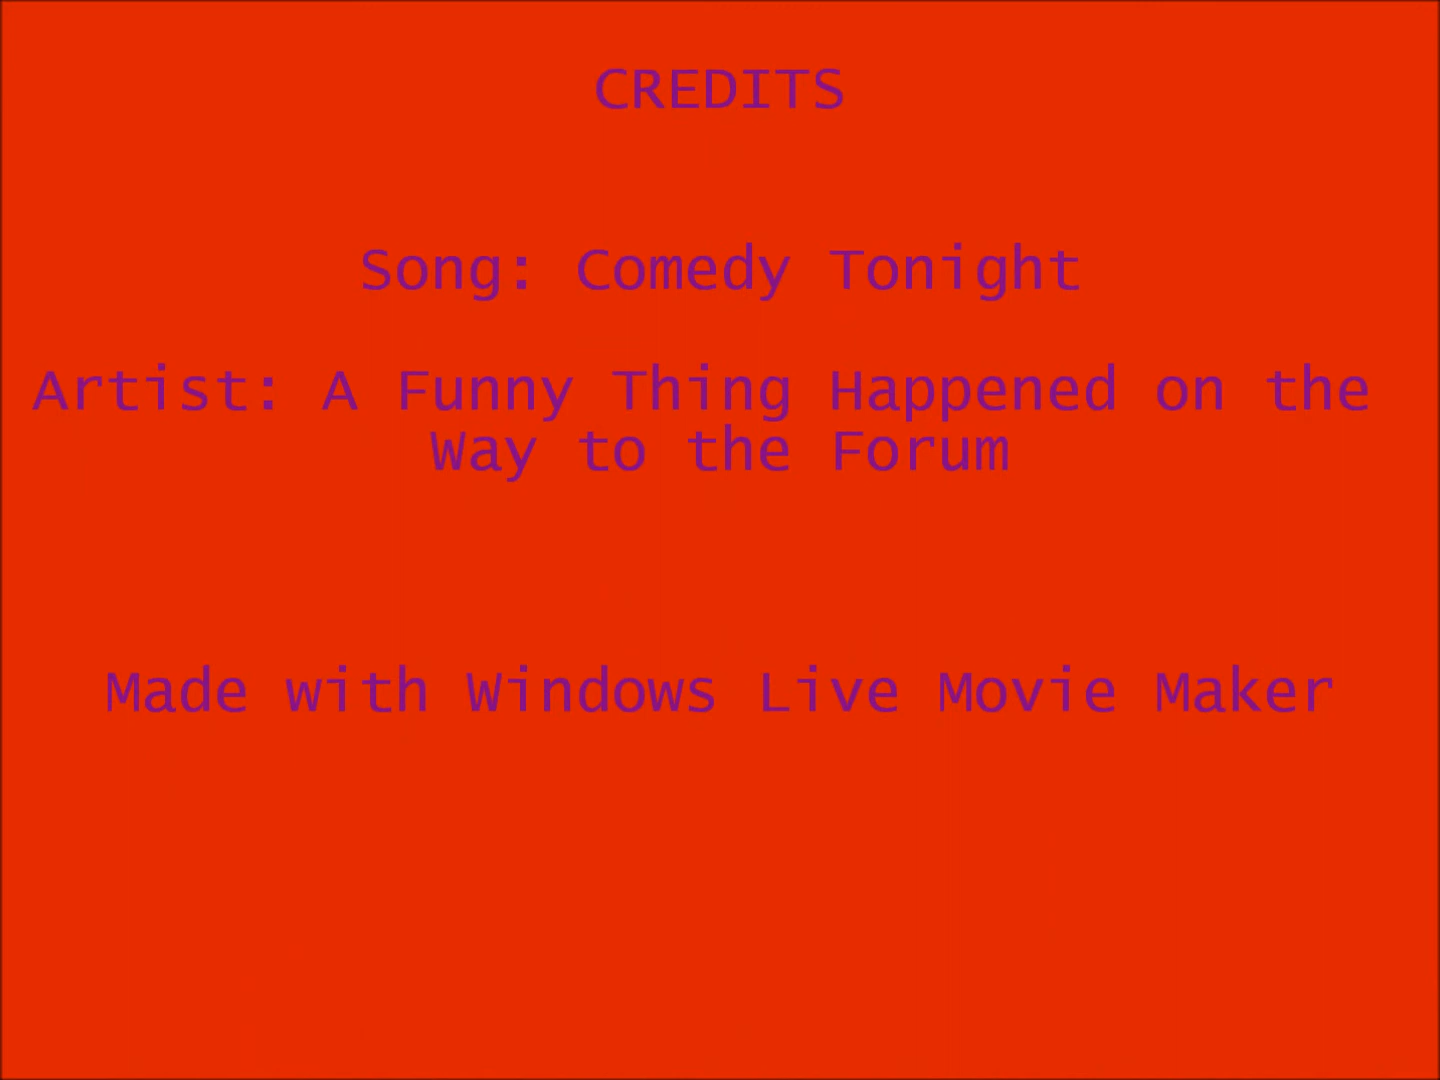 CREDITS
Song: Comedy Tonight
Artist: A Funny Thing Happened on the
Way to the Forum
Made with Windows Live Movie Maker